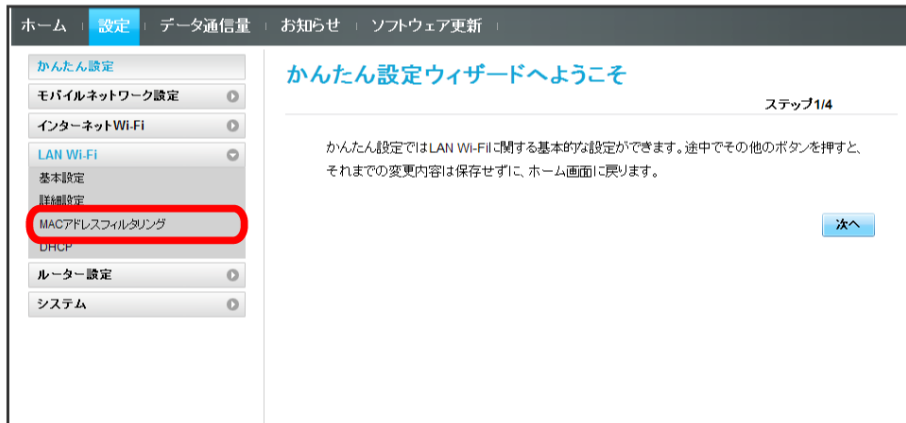 ホーム 設定 データ通信量 お知らせ ソフトウェア更新
かんたん設定
モバイルネットワーク設定
インターネットWi-Fi
LAN Wi-Fi
基本設定
詳細設定
MACアドレスフィルタリング
DHCP
ルーター設定
システム
かんたん設定ウィザードへようこそ
ステップ1/4
かんたん設定ではLAN Wi-Fiに関する基本的な設定ができます。途中でその他のボタンを押すと、
それまでの変更内容は保存せずに、ホーム画面に戻ります。
次へ